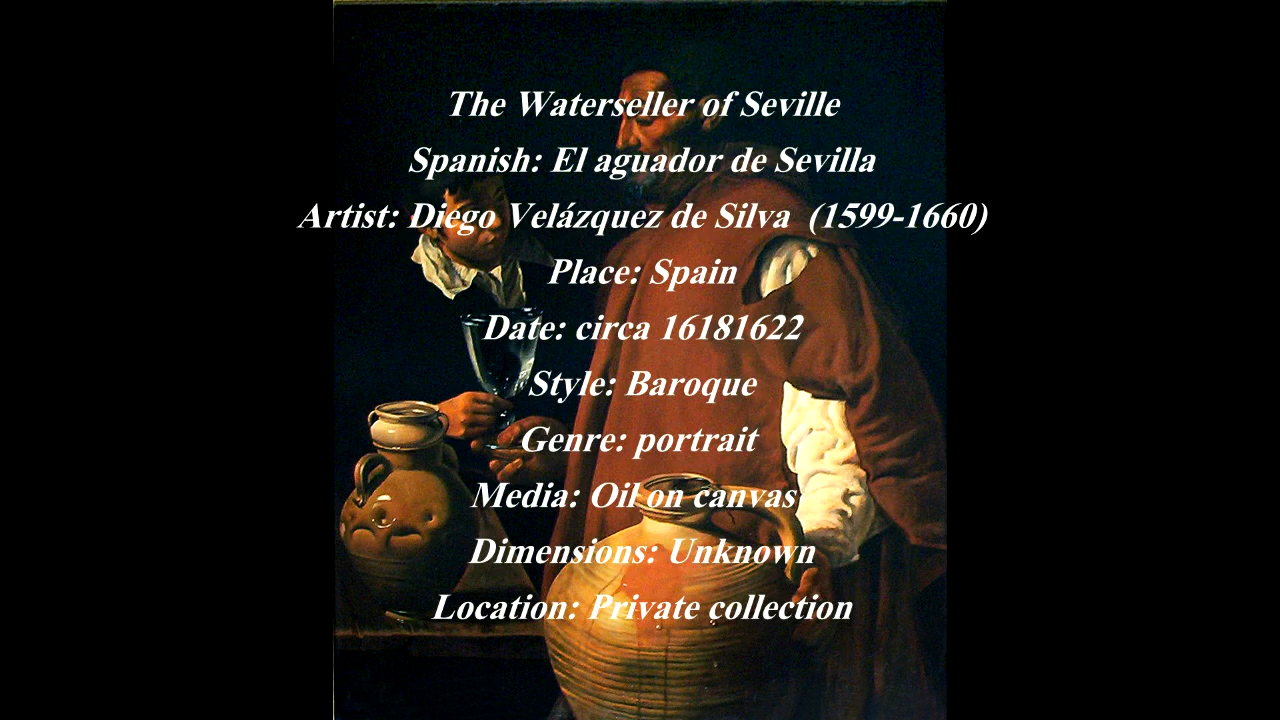 The Waterseller of Seville
Spanish: El aguador de Sevilla
Artist: Diego Velázquez de Silva (1599-1660)
Place: Spain
Date: circa 16181622
Style: Baroque
Genre: portrait
Media: Oil on canvas
Dimensions: Unknown
Location: Private collection